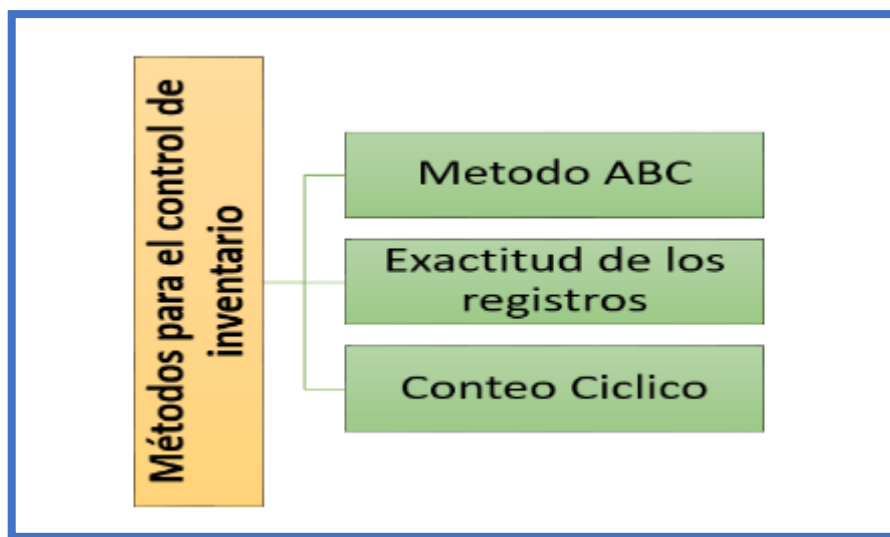 Métodos para el control de
inventario
Metodo ABC
Exactitud de los
registros
Conteo Ciclico